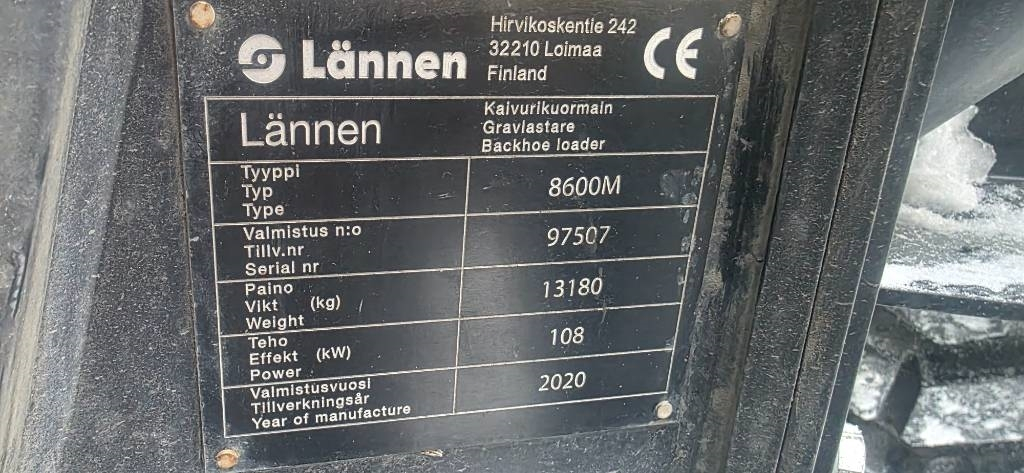 Lännen
Hirvikoskentie 242
32210 Loimaa
Finland
CE
Lännen
Kaivurikuormain
Gravlastare
Backhoe loader
Tyyppi
Typ
Type
8600M
Valmistus n:o
Tillv.nr
Serial nr
97507
Paino
Vikt (kg)
Weight
13180
Teho
Effekt (kW)
Power
108
Valmistusvuosi
Tillverkningsår
Year of manufacture
2020